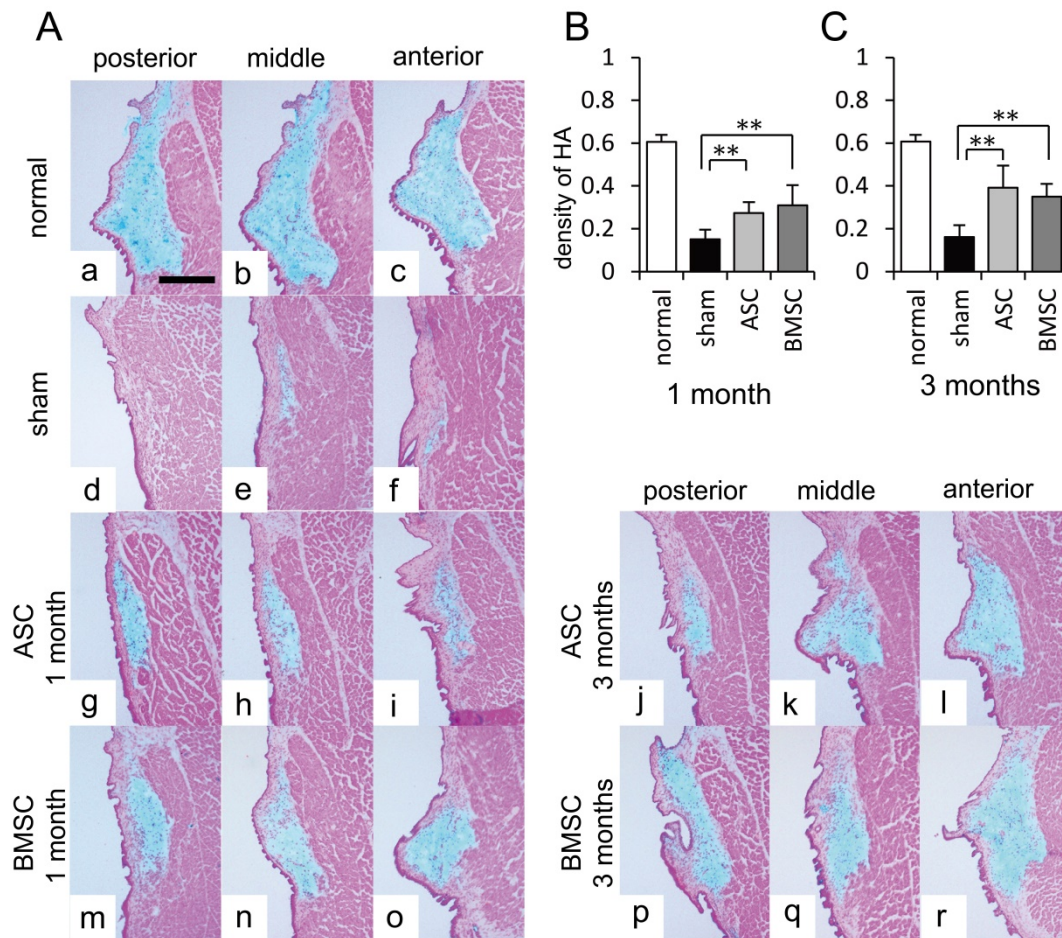 A
posterior middle anterior
normal
a b c
sham
d e f
ASC
1 month
g h i
BMSC
1 month
m n o
B
density of HA
1
0.8
0.6
0.4
0.2
0
**
**
normal
sham
ASC
BMSC
1 month
C
1
0.8
0.6
0.4
0.2
0
**
**
normal
sham
ASC
BMSC
3 months
posterior middle anterior
ASC
3 months
j k l
BMSC
3 months
p q r